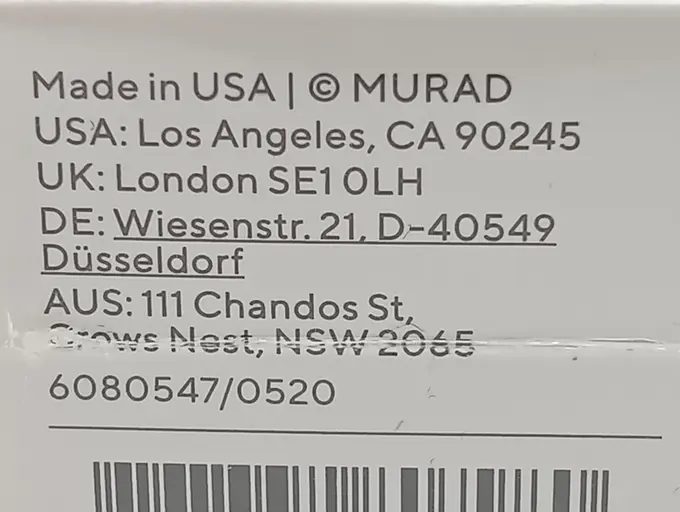 Made in USA | © MURAD
USA: Los Angeles, CA 90245
UK: London SE1 0LH
DE: Wiesenstr. 21, D-40549
Düsseldorf
AUS: 111 Chandos St,
Crows Nest, NSW 2065
6080547/0520